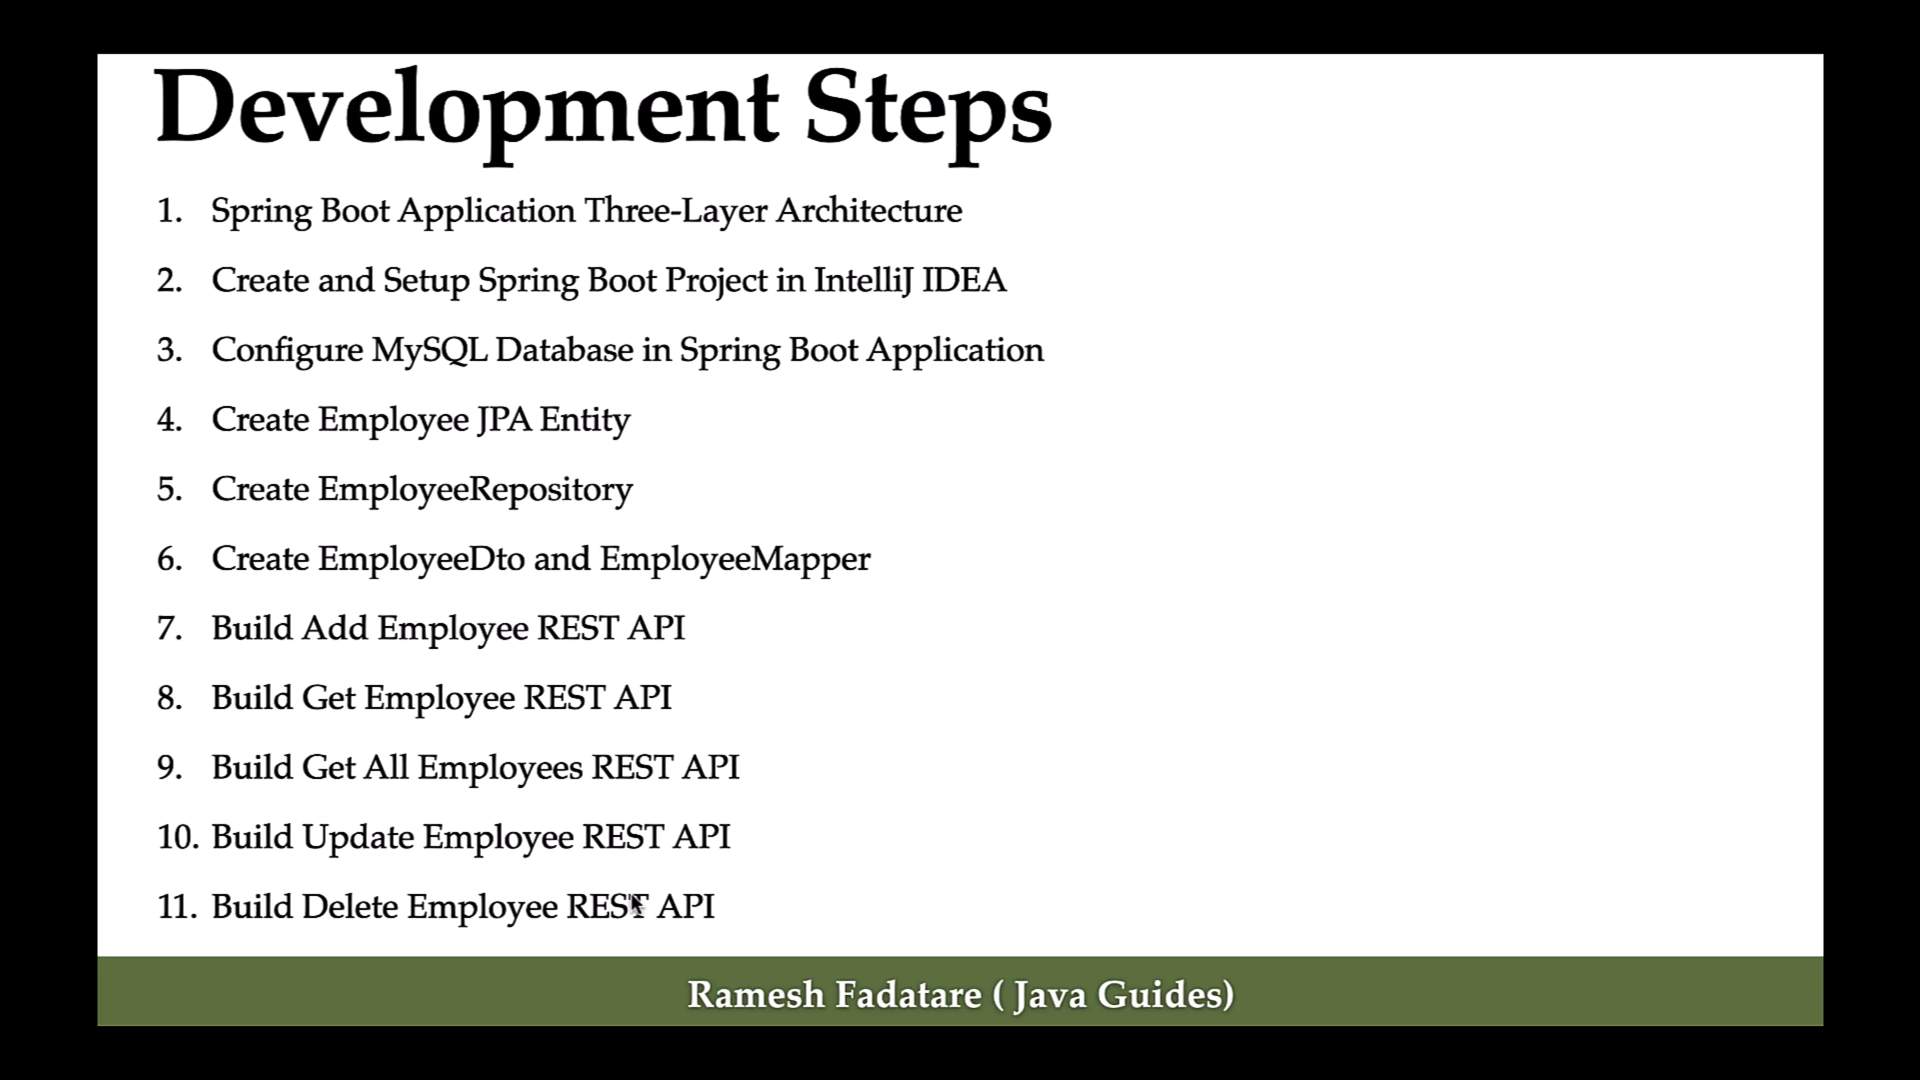 Development Steps
1. Spring Boot Application Three-Layer Architecture
2. Create and Setup Spring Boot Project in IntelliJ IDEA
3. Configure MySQL Database in Spring Boot Application
4. Create Employee JPA Entity
5. Create EmployeeRepository
6. Create EmployeeDto and EmployeeMapper
7. Build Add Employee REST API
8. Build Get Employee REST API
9. Build Get All Employees REST API
10. Build Update Employee REST API
11. Build Delete Employee REST API
Ramesh Fadatare ( Java Guides)